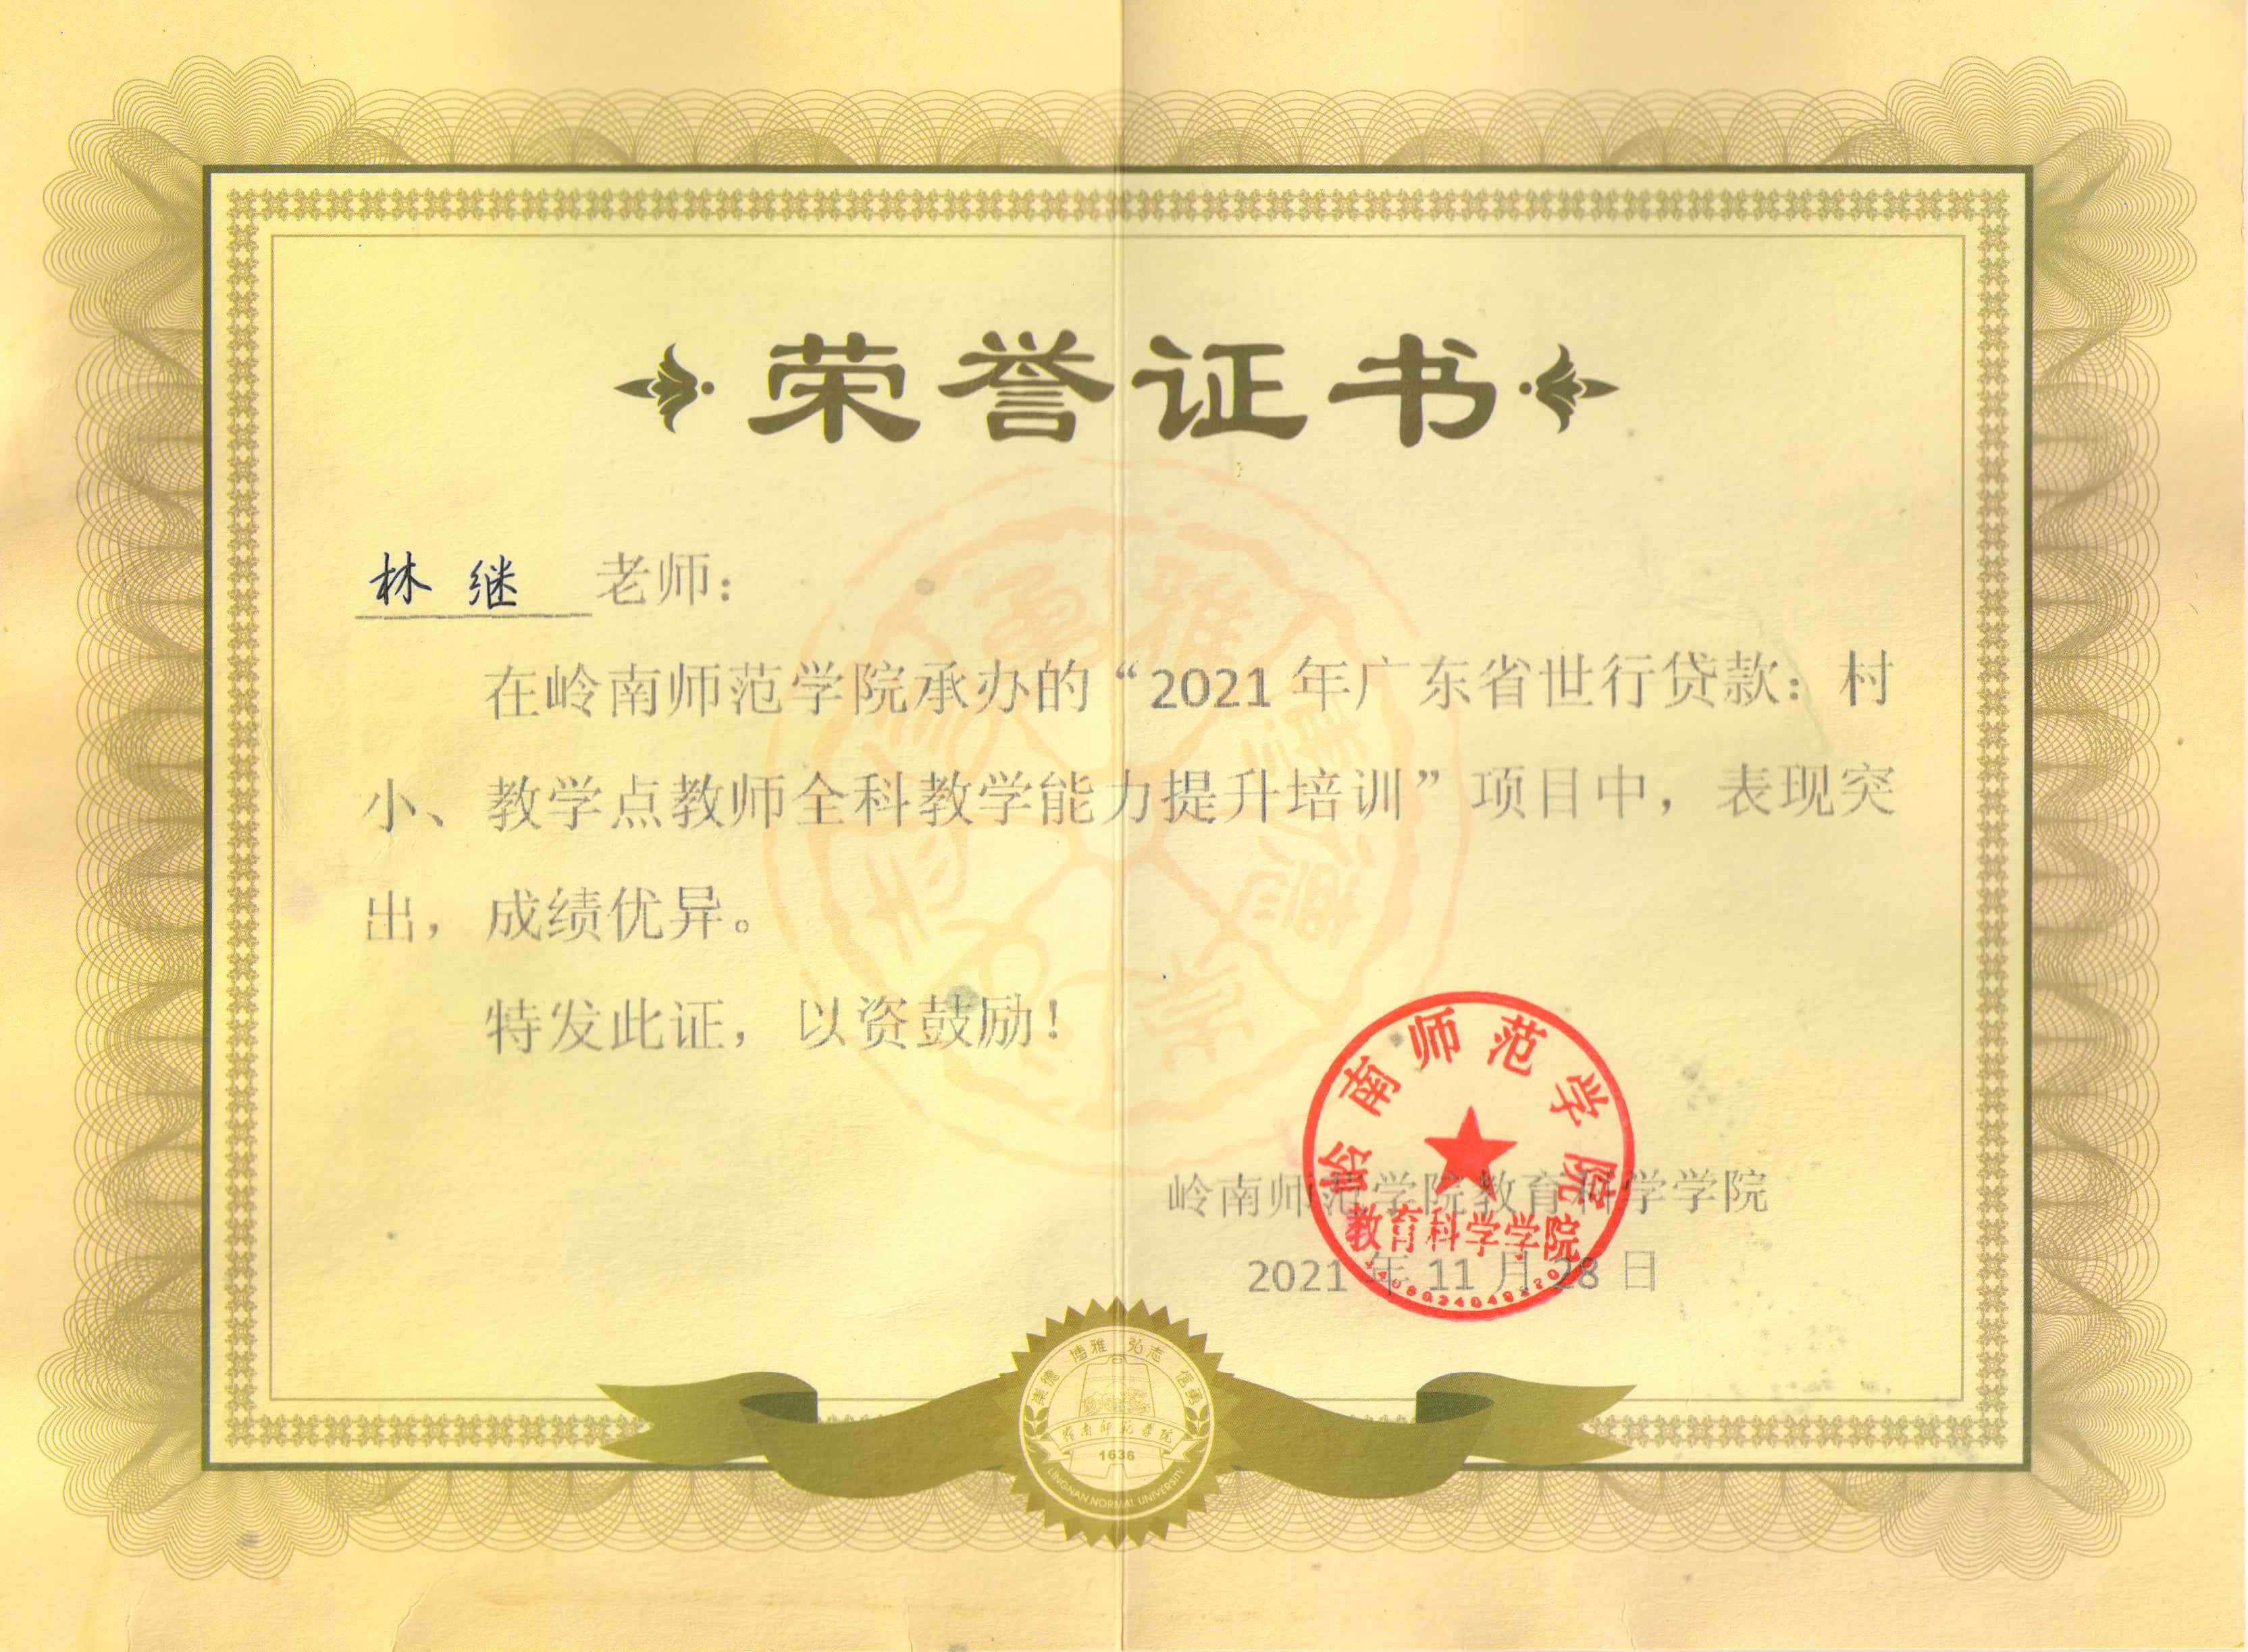 荣誉证书
林继 老师：
在岭南师范学院承办的“2021年广东省世行贷款：村
小、教学点教师全科教学能力提升培训”项目中，表现突
出，成绩优异。
特发此证，以资鼓励！
岭南师范学院教育科学学院
2021年11月28日
岭南师范学院
教育科学学院
崇德 博雅 弘志 信勇
岭南师范学院
1636
LINGNAN NORMAL UNIVERSITY